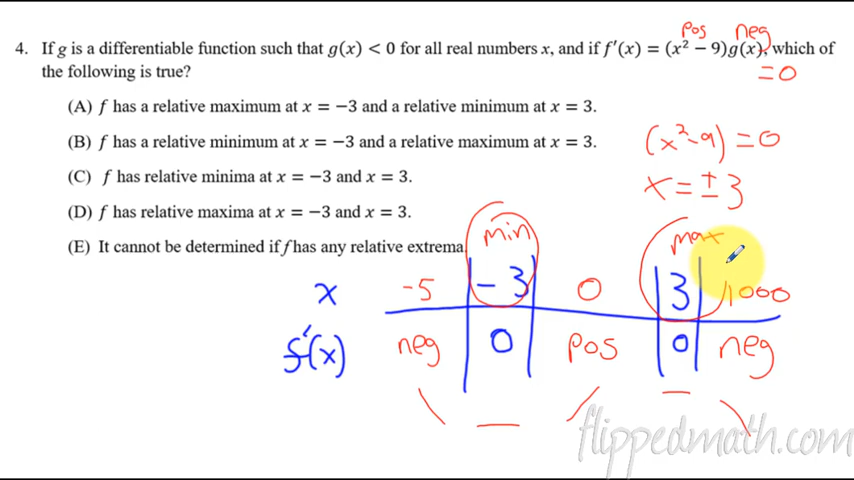 pos neg
4. If g is a differentiable function such that g(x) < 0 for all real numbers x, and if f′(x) = (x² − 9)g(x), which of
the following is true?
= 0
(A) f has a relative maximum at x = −3 and a relative minimum at x = 3.
(B) f has a relative minimum at x = −3 and a relative maximum at x = 3.
(x²-9) = 0
(C) f has relative minima at x = −3 and x = 3.
x = ± 3
(D) f has relative maxima at x = −3 and x = 3.
(E) It cannot be determined if f has any relative extrema.
min max
x -5 -3 0 3 1000
f'(x) neg 0 pos 0 neg
flippedmath.com